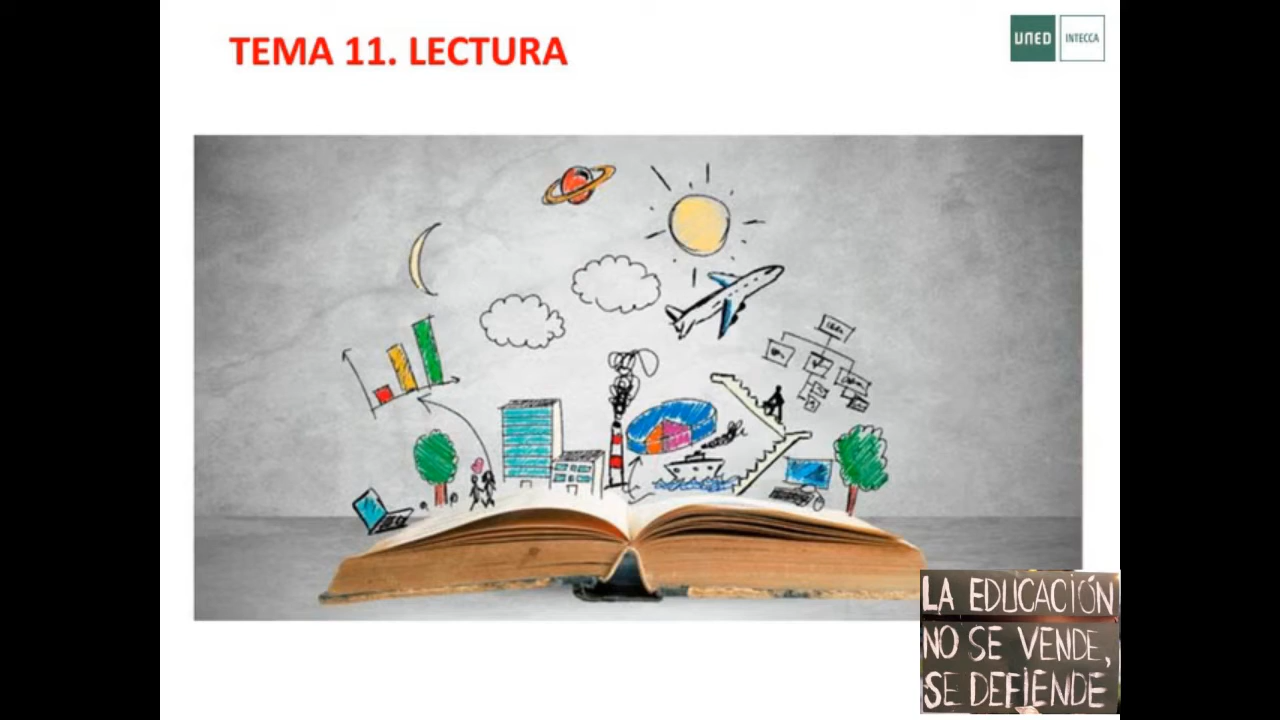 TEMA 11. LECTURA
UNED
INTECCA
LA EDUCACIÓN
NO SE VENDE,
SE DEFIENDE